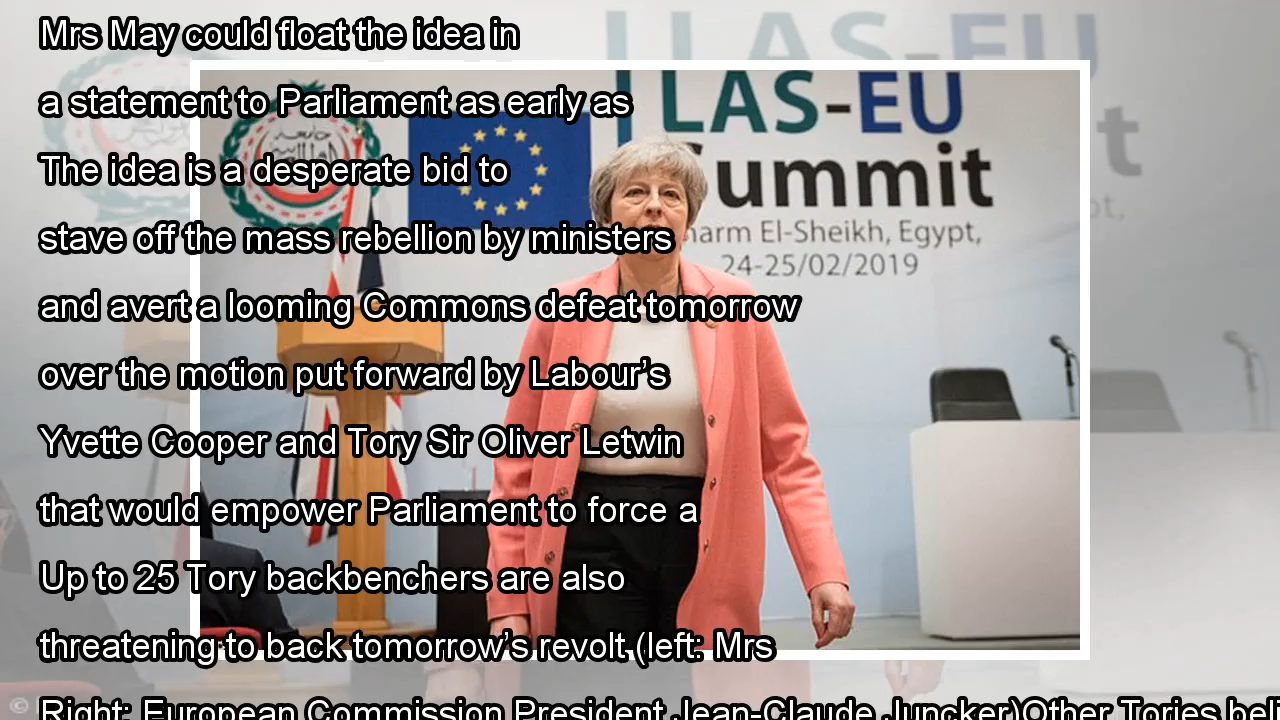 Mrs May could float the idea in
a statement to Parliament as early as
The idea is a desperate bid to
stave off the mass rebellion by ministers
and avert a looming Commons defeat tomorrow
over the motion put forward by Labour’s
Yvette Cooper and Tory Sir Oliver Letwin
that would empower Parliament to force a
Up to 25 Tory backbenchers are also
threatening to back tomorrow’s revolt (left: Mrs
Right: European Commission President Jean-Claude Juncker)Other Tories bel
LAS-EU
Summit
Sharm El-Sheikh, Egypt,
24-25/02/2019